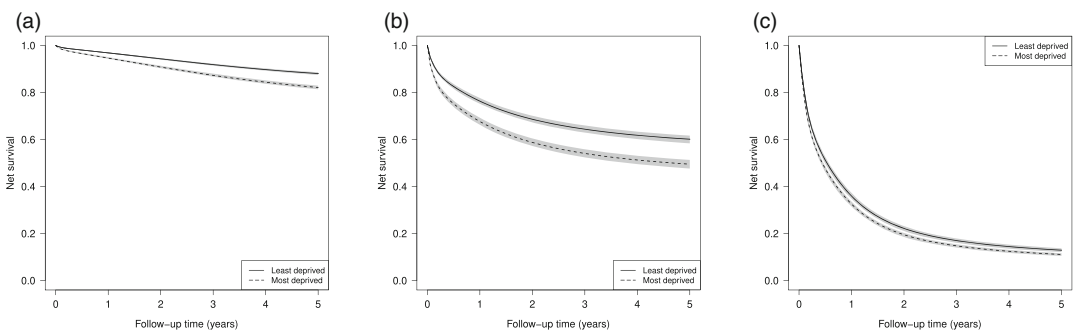 (a)
Net survival
1.0
0.8
0.6
0.4
0.2
0.0
Least deprived
Most deprived
0 1 2 3 4 5
Follow−up time (years)
(b)
Net survival
1.0
0.8
0.6
0.4
0.2
0.0
Least deprived
Most deprived
0 1 2 3 4 5
Follow−up time (years)
(c)
Net survival
1.0
0.8
0.6
0.4
0.2
0.0
Least deprived
Most deprived
0 1 2 3 4 5
Follow−up time (years)